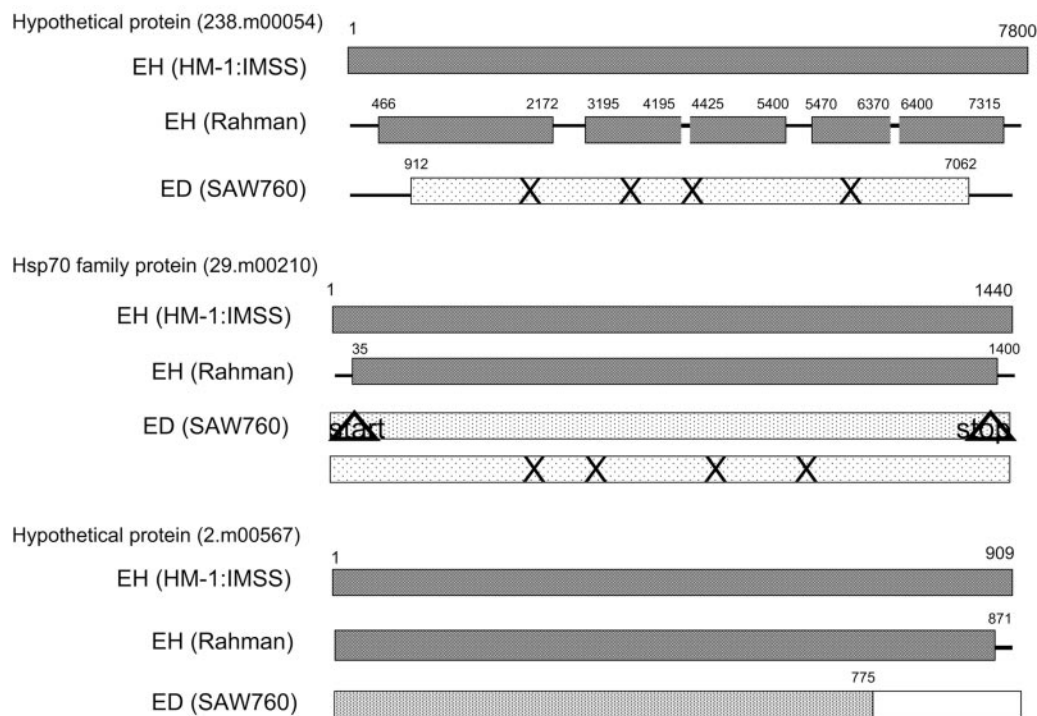 Hypothetical protein (238.m00054)
1 7800
EH (HM-1:IMSS)
466 2172 3195 4195 4425 5400 5470 6370 6400 7315
EH (Rahman)
912 7062
ED (SAW760) X X X X
Hsp70 family protein (29.m00210)
1 1440
EH (HM-1:IMSS)
35 1400
EH (Rahman)
ED (SAW760) start stop
X X X X
Hypothetical protein (2.m00567)
1 909
EH (HM-1:IMSS)
871
EH (Rahman)
775
ED (SAW760)